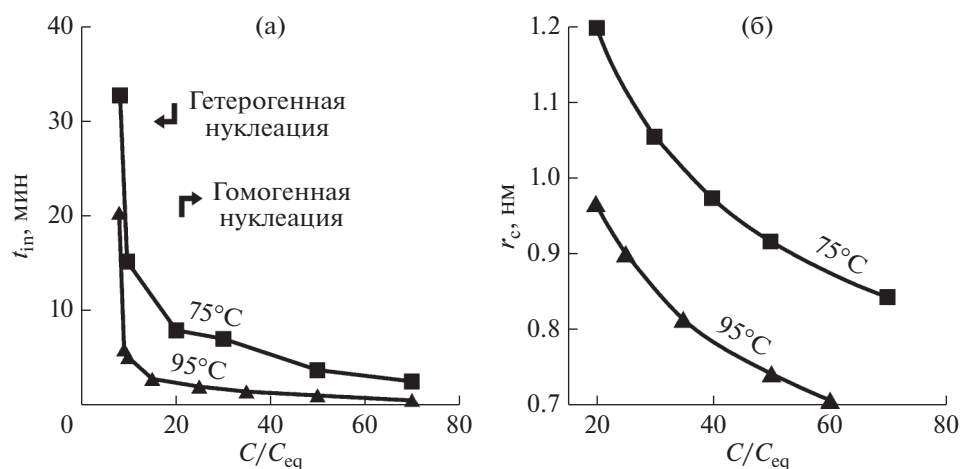 (а)
40
30
20
10
0
20
40
60
80
t_in, мин
C/C_eq
Гетерогенная
нуклеация
Гомогенная
нуклеация
75°C
95°C
(б)
1.2
1.1
1.0
0.9
0.8
0.7
20
40
60
80
r_c, нм
C/C_eq
75°C
95°C